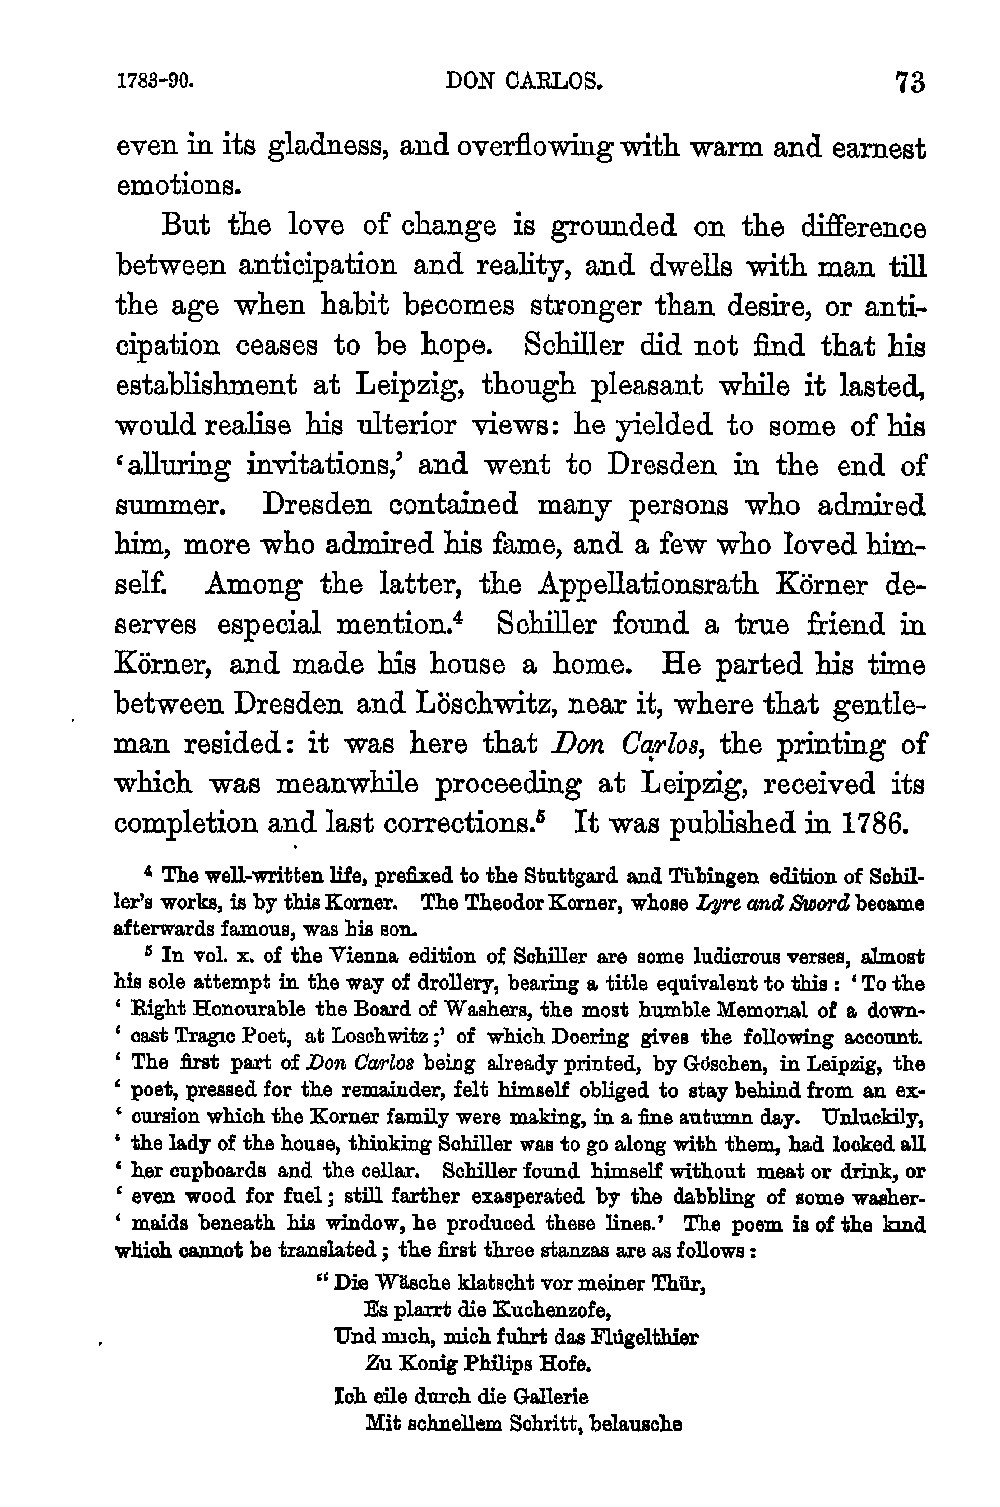 1783-90. DON CARLOS. 73
even in its gladness, and overflowing with warm and earnest
emotions.
But the love of change is grounded on the difference
between anticipation and reality, and dwells with man till
the age when habit becomes stronger than desire, or anti-
cipation ceases to be hope. Schiller did not find that his
establishment at Leipzig, though pleasant while it lasted,
would realise his ulterior views: he yielded to some of his
‘alluring invitations,’ and went to Dresden in the end of
summer. Dresden contained many persons who admired
him, more who admired his fame, and a few who loved him-
self. Among the latter, the Appellationsrath Körner de-
serves especial mention.⁴ Schiller found a true friend in
Körner, and made his house a home. He parted his time
between Dresden and Löschwitz, near it, where that gentle-
man resided: it was here that Don Carlos, the printing of
which was meanwhile proceeding at Leipzig, received its
completion and last corrections.⁵ It was published in 1786.
⁴ The well-written life, prefixed to the Stuttgard and Tübingen edition of Schil-
ler's works, is by this Korner. The Theodor Korner, whose Lyre and Sword became
afterwards famous, was his son.
⁵ In vol. x. of the Vienna edition of Schiller are some ludicrous verses, almost
his sole attempt in the way of drollery, bearing a title equivalent to this: ‘To the
‘ Right Honourable the Board of Washers, the most humble Memorial of a down-
‘ cast Tragic Poet, at Loschwitz;’ of which Doering gives the following account.
‘ The first part of Don Carlos being already printed, by Göschen, in Leipzig, the
‘ poet, pressed for the remainder, felt himself obliged to stay behind from an ex-
‘ cursion which the Korner family were making, in a fine autumn day. Unluckily,
‘ the lady of the house, thinking Schiller was to go along with them, had locked all
‘ her cupboards and the cellar. Schiller found himself without meat or drink, or
‘ even wood for fuel; still farther exasperated by the dabbling of some washer-
‘ maids beneath his window, he produced these lines.’ The poem is of the kind
which cannot be translated; the first three stanzas are as follows:
“Die Wäsche klatscht vor meiner Thür,
Es plarrt die Kuchenzofe,
Und mich, mich fuhrt das Flügelthier
Zu Konig Philips Hofe.
Ich eile durch die Gallerie
Mit schnellem Schritt, belausche